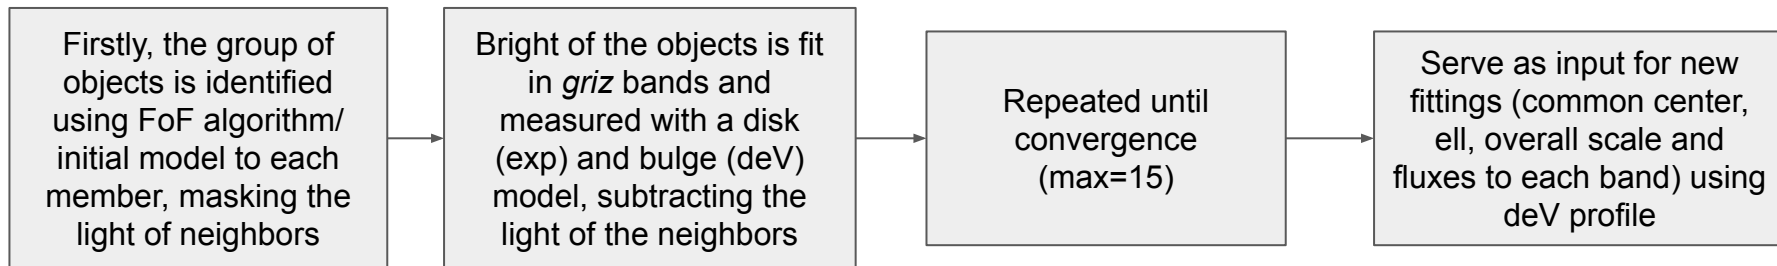 Firstly, the group of
objects is identified
using FoF algorithm/
initial model to each
member, masking the
light of neighbors
Bright of the objects is fit
in griz bands and
measured with a disk
(exp) and bulge (deV)
model, subtracting the
light of the neighbors
Repeated until
convergence
(max=15)
Serve as input for new
fittings (common center,
ell, overall scale and
fluxes to each band) using
deV profile